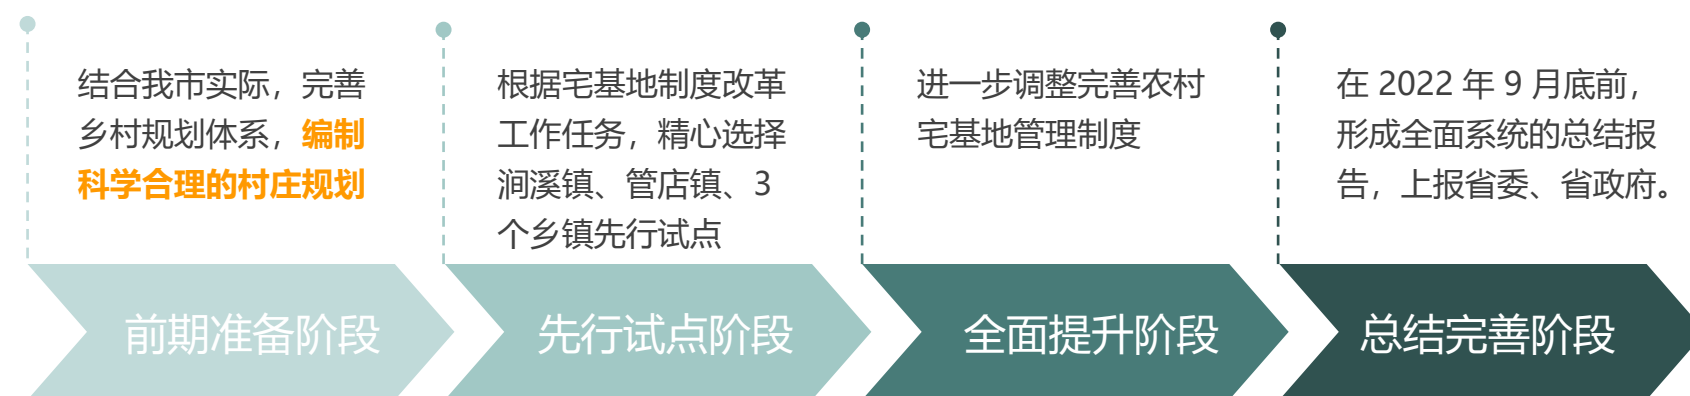 结合我市实际，完善
乡村规划体系，编制
科学合理的村庄规划
前期准备阶段
根据宅基地制度改革
工作任务，精心选择
涧溪镇、管店镇、3
个乡镇先行试点
先行试点阶段
进一步调整完善农村
宅基地管理制度
全面提升阶段
在 2022 年 9 月底前，
形成全面系统的总结报
告，上报省委、省政府。
总结完善阶段